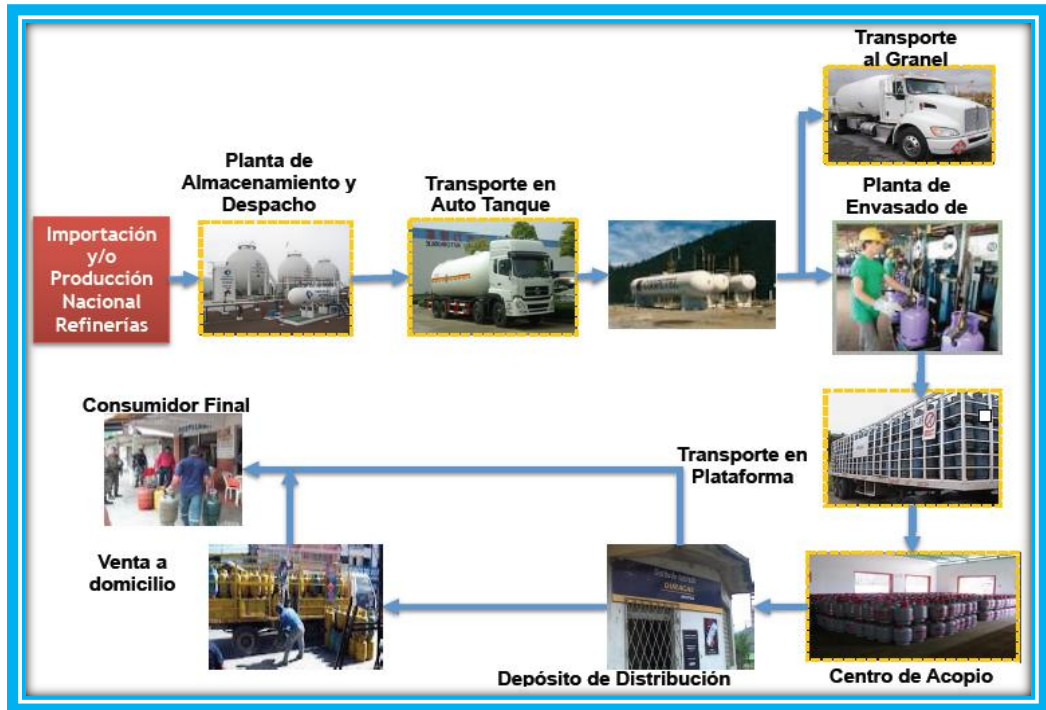 Transporte
al Granel
Planta de
Almacenamiento y
Despacho
Transporte en
Auto Tanque
Planta de
Envasado de
Importación
y/o
Producción
Nacional
Refinerías
Consumidor Final
Transporte en
Plataforma
Venta a
domicilio
DURAGAS
Depósito de Distribución
Centro de Acopio